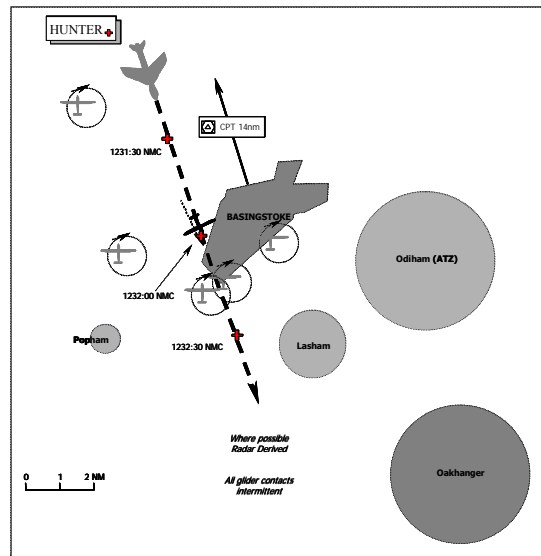 HUNTER
CPT 14nm
1231:30 NMC
BASINGSTOKE
Odiham (ATZ)
1232:00 NMC
Popham
1232:30 NMC
Lasham
Where possible
Radar Derived
0 1 2 NM
All glider contacts
intermittent
Oakhanger